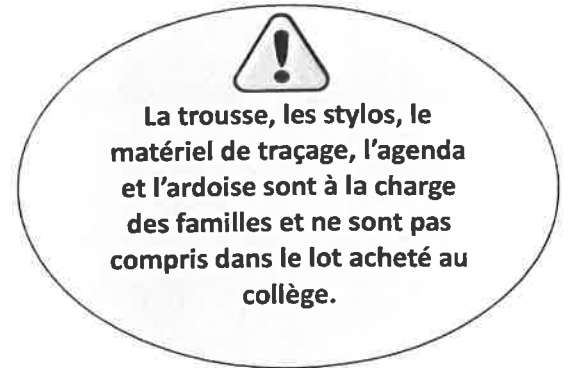 La trousse, les stylos, le
matériel de traçage, l'agenda
et l'ardoise sont à la charge
des familles et ne sont pas
compris dans le lot acheté au
collège.